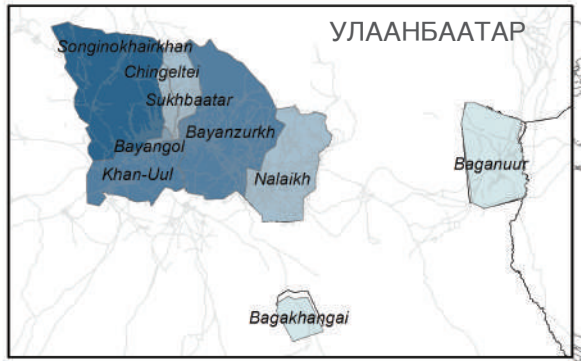 УЛААНБААТАР
Songinokhairkhan
Chingeltei
Sukhbaatar
Bayanzurkh
Bayangol
Khan-Uul
Nalaikh
Baganuur
Bagakhangai